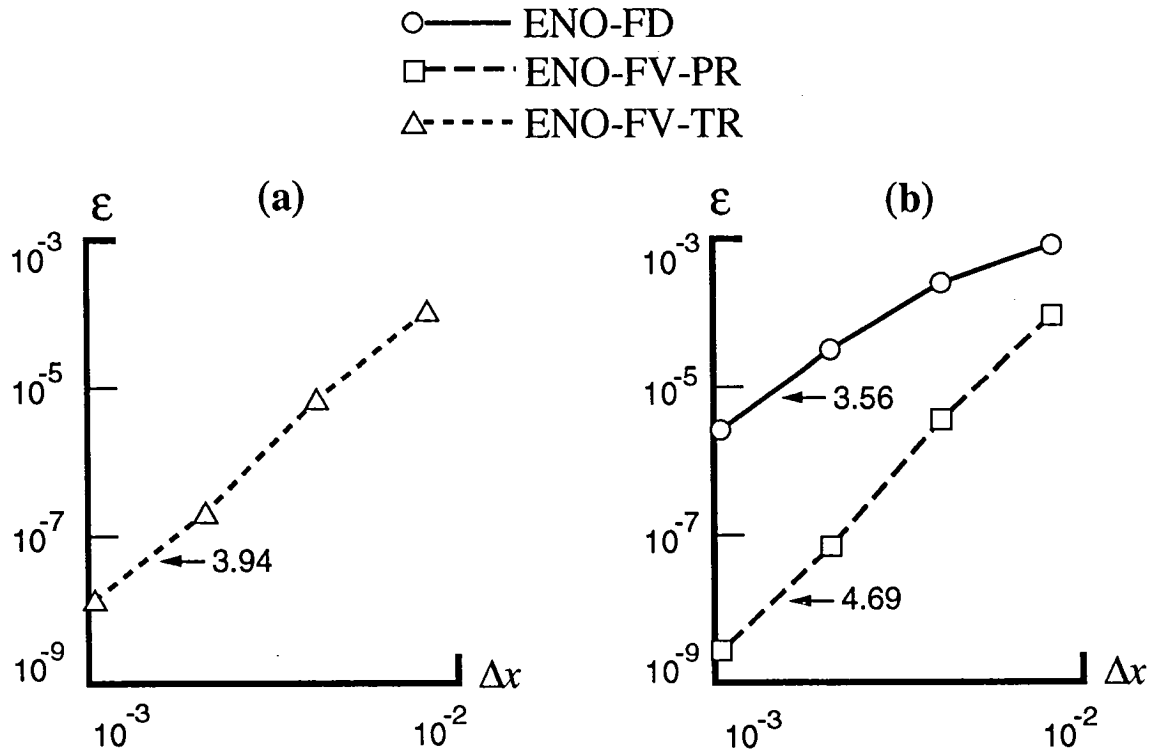 ENO-FD
ENO-FV-PR
ENO-FV-TR
(a)
ε
10⁻³
10⁻⁵
10⁻⁷
10⁻⁹
3.94
Δx
10⁻³
10⁻²
(b)
ε
10⁻³
10⁻⁵
10⁻⁷
10⁻⁹
3.56
4.69
Δx
10⁻³
10⁻²